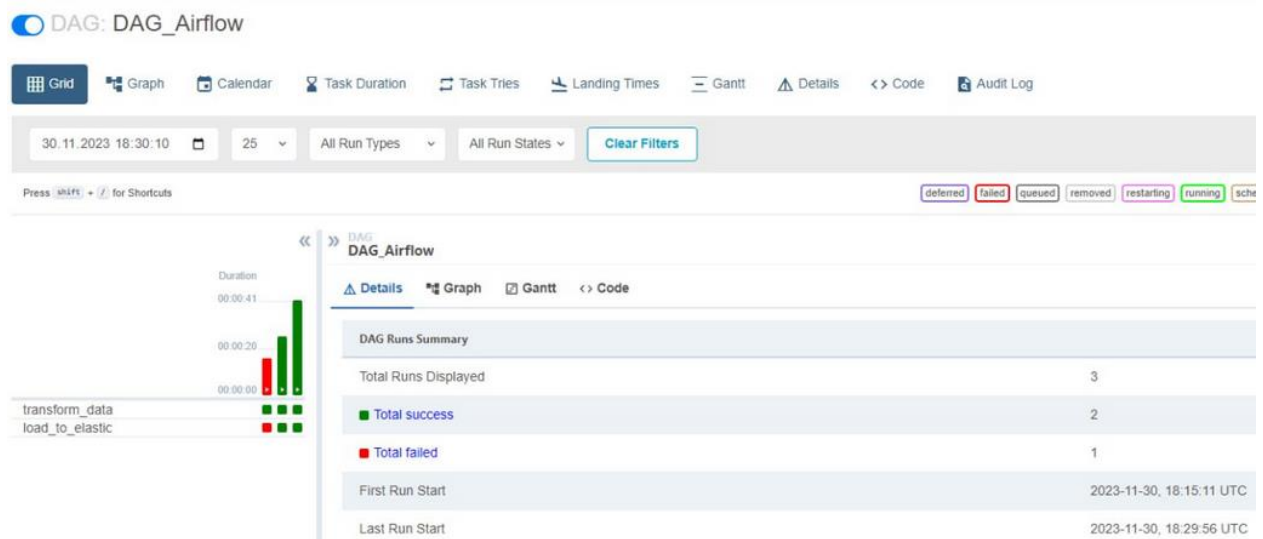 DAG: DAG_Airflow
Grid Graph Calendar Task Duration Task Tries Landing Times Gantt Details <> Code Audit Log
30.11.2023 18:30:10 25 All Run Types All Run States Clear Filters
Press shift + / for Shortcuts
deferred failed queued removed restarting running sche
DAG
DAG_Airflow
Details Graph Gantt <> Code
Duration
00:00:41
00:00:20
00:00:00
transform_data
load_to_elastic
DAG Runs Summary
Total Runs Displayed 3
Total success 2
Total failed 1
First Run Start 2023-11-30, 18:15:11 UTC
Last Run Start 2023-11-30, 18:29:56 UTC